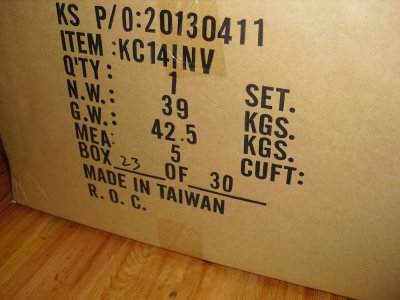 KS P/O:20130411
ITEM :KC14INV
Q'TY: 1 SET.
N.W.: 39 KGS.
G.W.: 42.5 KGS.
MEA: 5 CUFT:
BOX 23 OF 30
MADE IN TAIWAN
R. O. C.